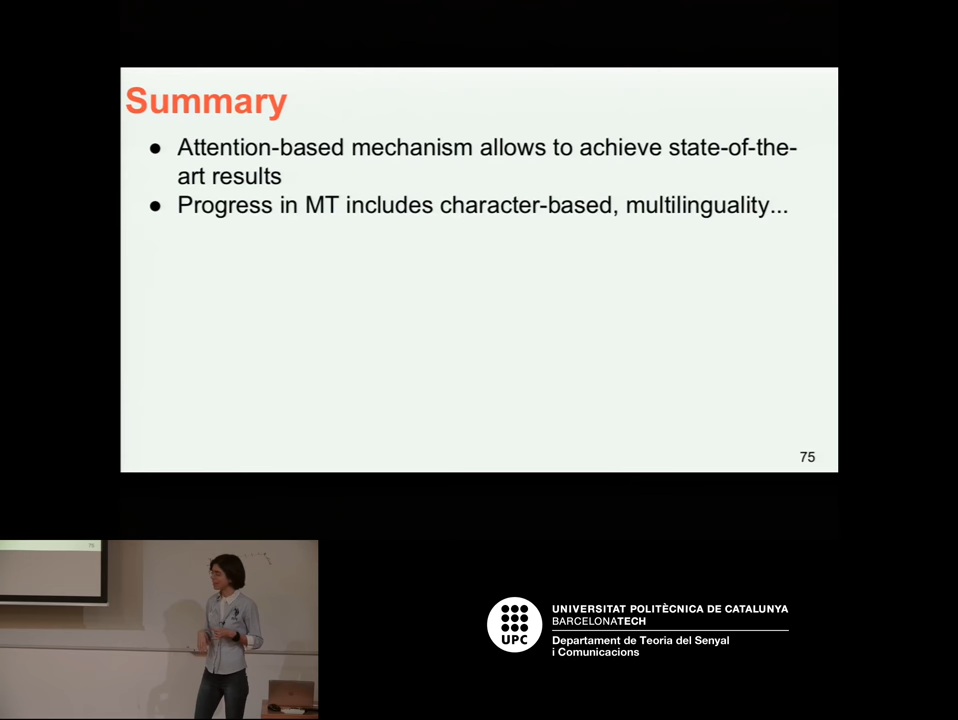 Summary
● Attention-based mechanism allows to achieve state-of-the-
art results
● Progress in MT includes character-based, multilinguality...
75
75
UPC
UNIVERSITAT POLITÈCNICA DE CATALUNYA
BARCELONATECH
Departament de Teoria del Senyal
i Comunicacions